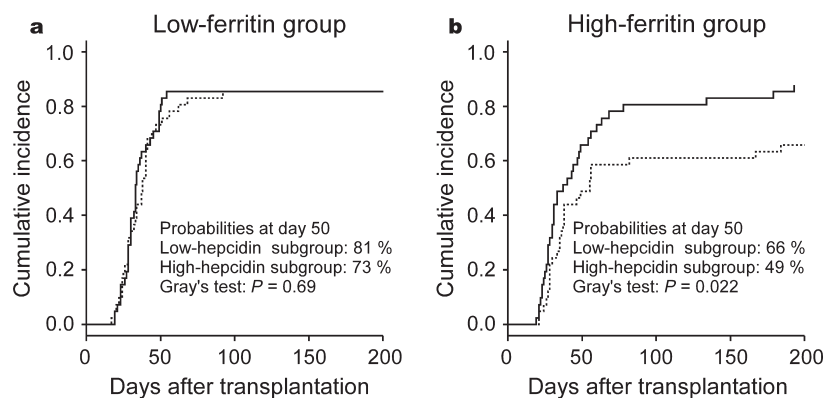 a Low-ferritin group
1.0
0.8
0.6
0.4
0.2
0.0
Cumulative incidence
Probabilities at day 50
Low-hepcidin subgroup: 81 %
High-hepcidin subgroup: 73 %
Gray's test: P = 0.69
0 50 100 150 200
Days after transplantation
b High-ferritin group
1.0
0.8
0.6
0.4
0.2
0.0
Cumulative incidence
Probabilities at day 50
Low-hepcidin subgroup: 66 %
High-hepcidin subgroup: 49 %
Gray's test: P = 0.022
0 50 100 150 200
Days after transplantation